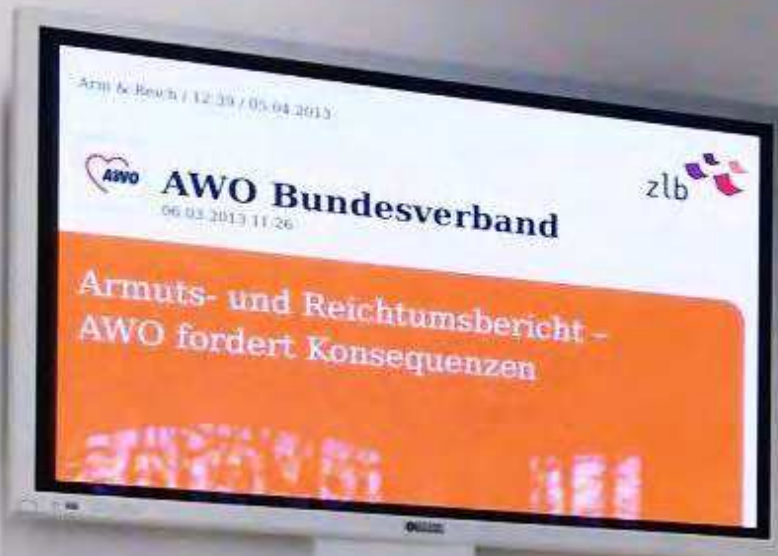 Arm & Reich / 12:39 / 05.04.2013
zlb
AWO
AWO Bundesverband
06.03.2013 11:26
Armuts- und Reichtumsbericht –
AWO fordert Konsequenzen